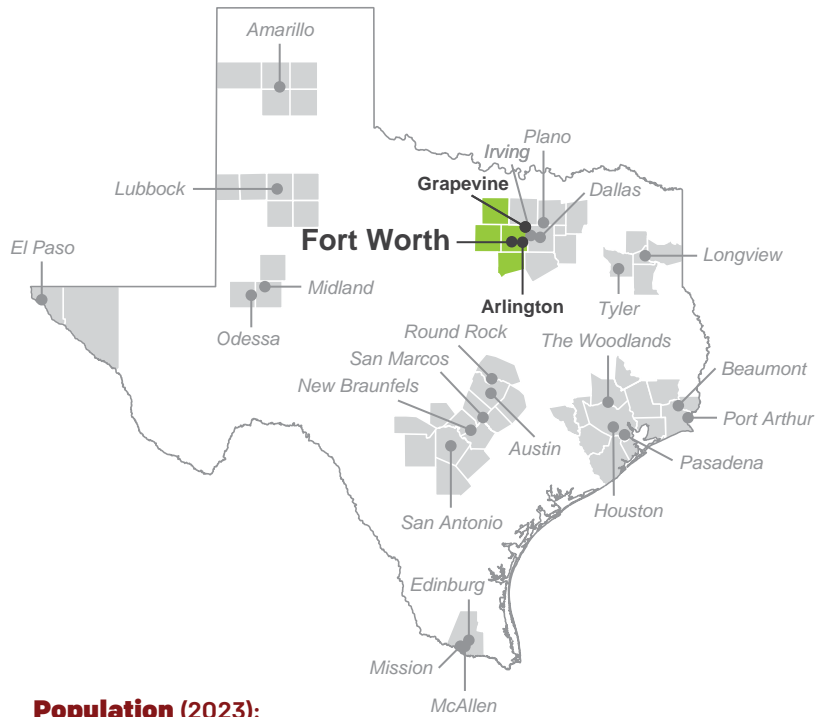 Amarillo
Plano
Irving
Grapevine
Dallas
Lubbock
Fort Worth
El Paso
Longview
Midland
Arlington
Tyler
Odessa
Round Rock
The Woodlands
San Marcos
Beaumont
New Braunfels
Port Arthur
Austin
Pasadena
San Antonio
Houston
Edinburg
Mission
McAllen
Population (2023):